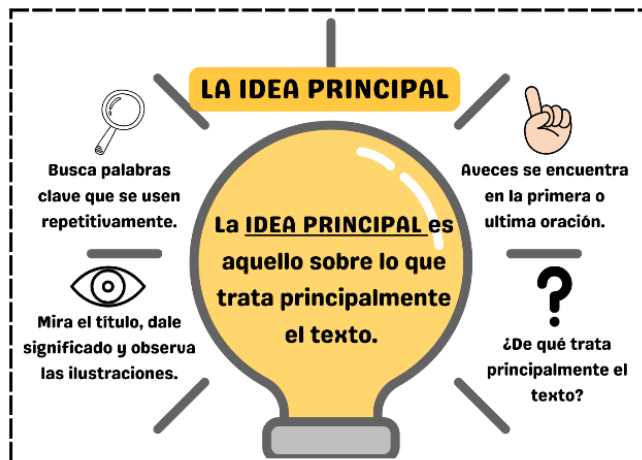 LA IDEA PRINCIPAL
Busca palabras
clave que se usen
repetitivamente.
Aveces se encuentra
en la primera o
ultima oración.
La IDEA PRINCIPAL es
aquello sobre lo que
trata principalmente
el texto.
Mira el título, dale
significado y observa
las ilustraciones.
¿De qué trata
principalmente el
texto?